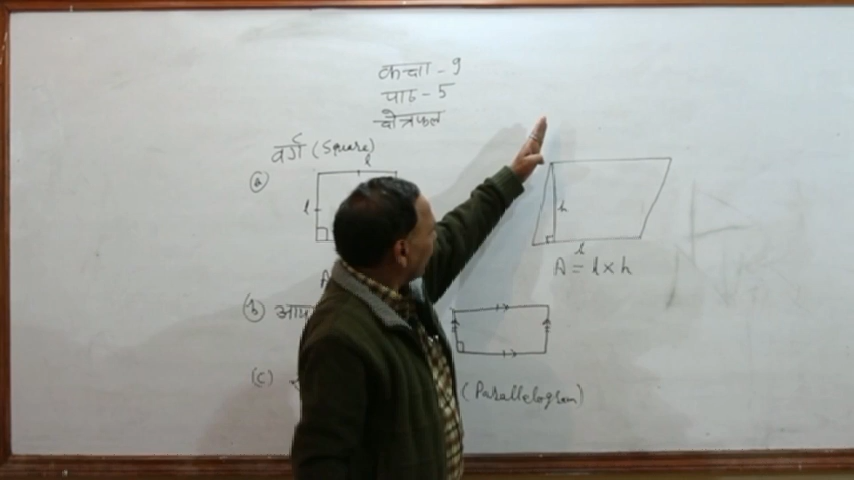 कक्षा - 9
पाठ - 5
क्षेत्रफल
वर्ग (Square)
(a)
l
l
h
l
A = l × h
(b)
(c)
(Parallelogram)